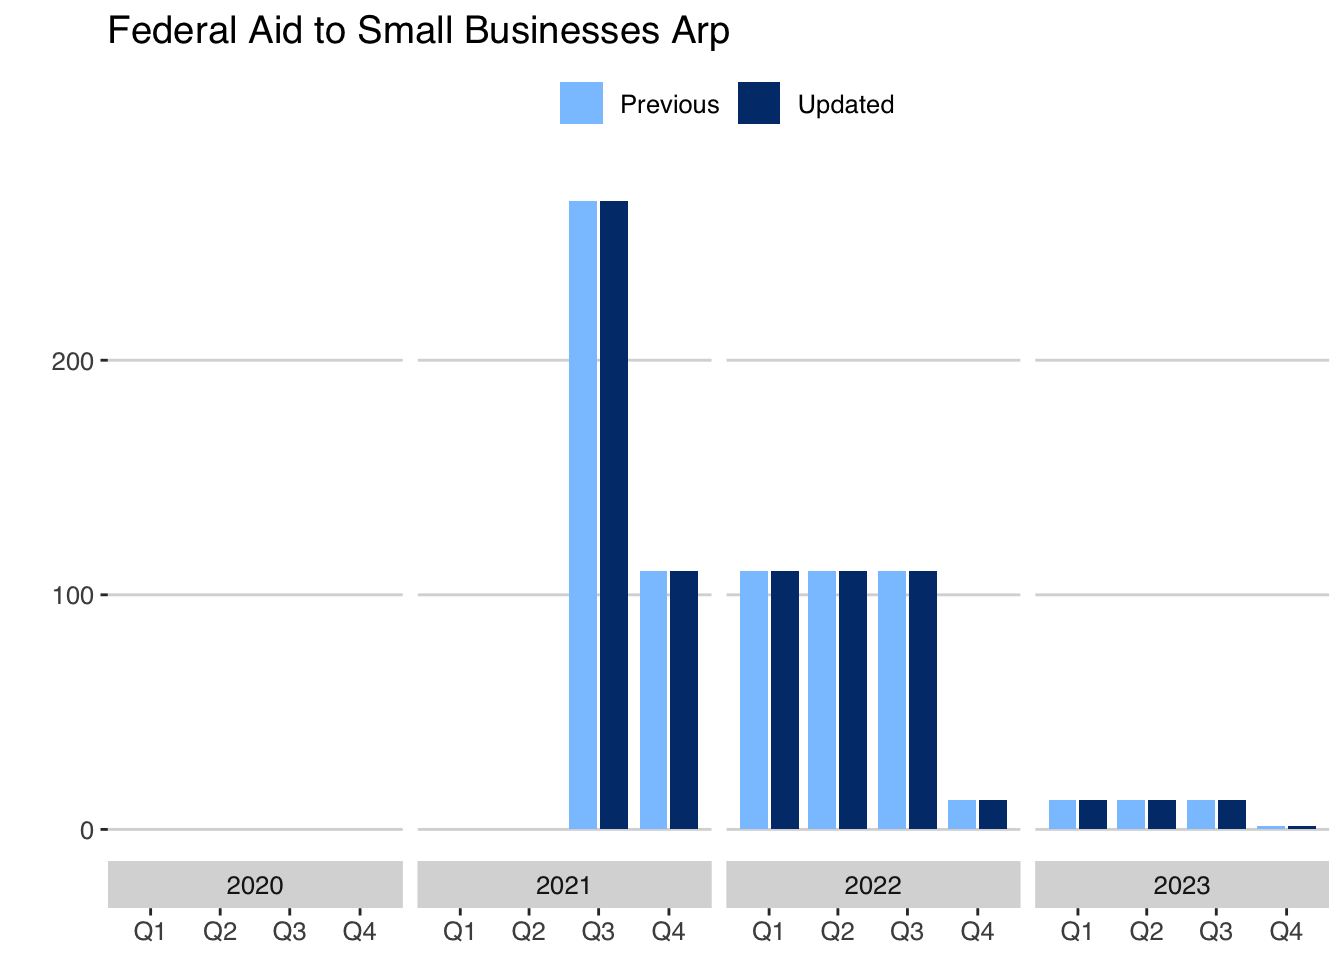 Federal Aid to Small Businesses Arp
Previous Updated
200
100
0
2020 2021 2022 2023
Q1 Q2 Q3 Q4 Q1 Q2 Q3 Q4 Q1 Q2 Q3 Q4 Q1 Q2 Q3 Q4